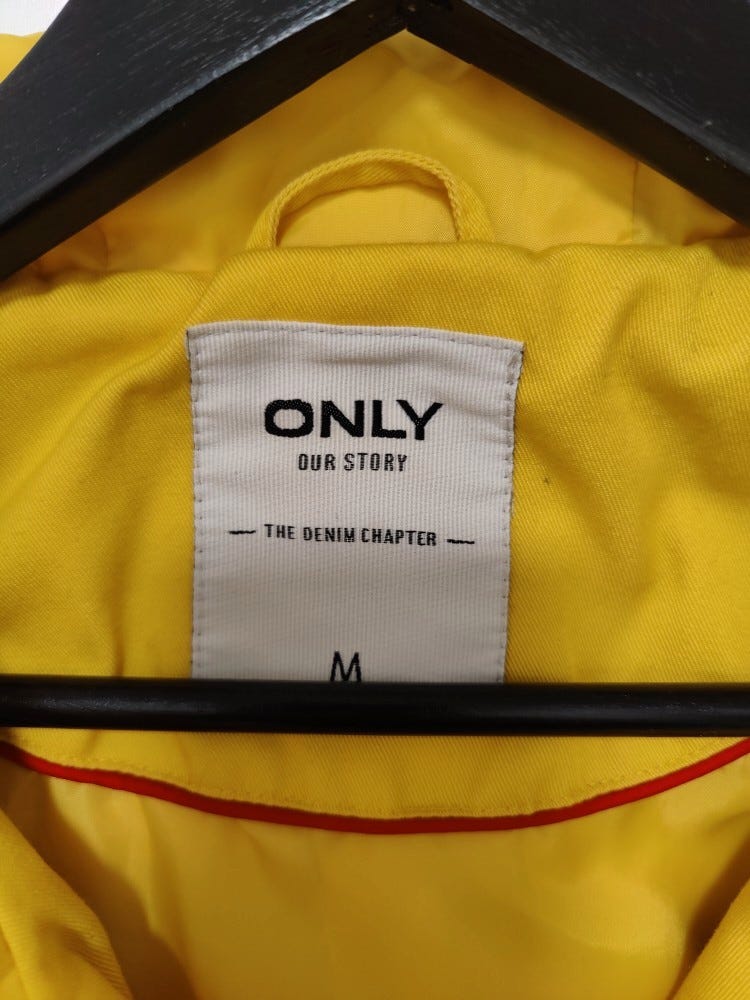 ONLY
OUR STORY
— THE DENIM CHAPTER —
M